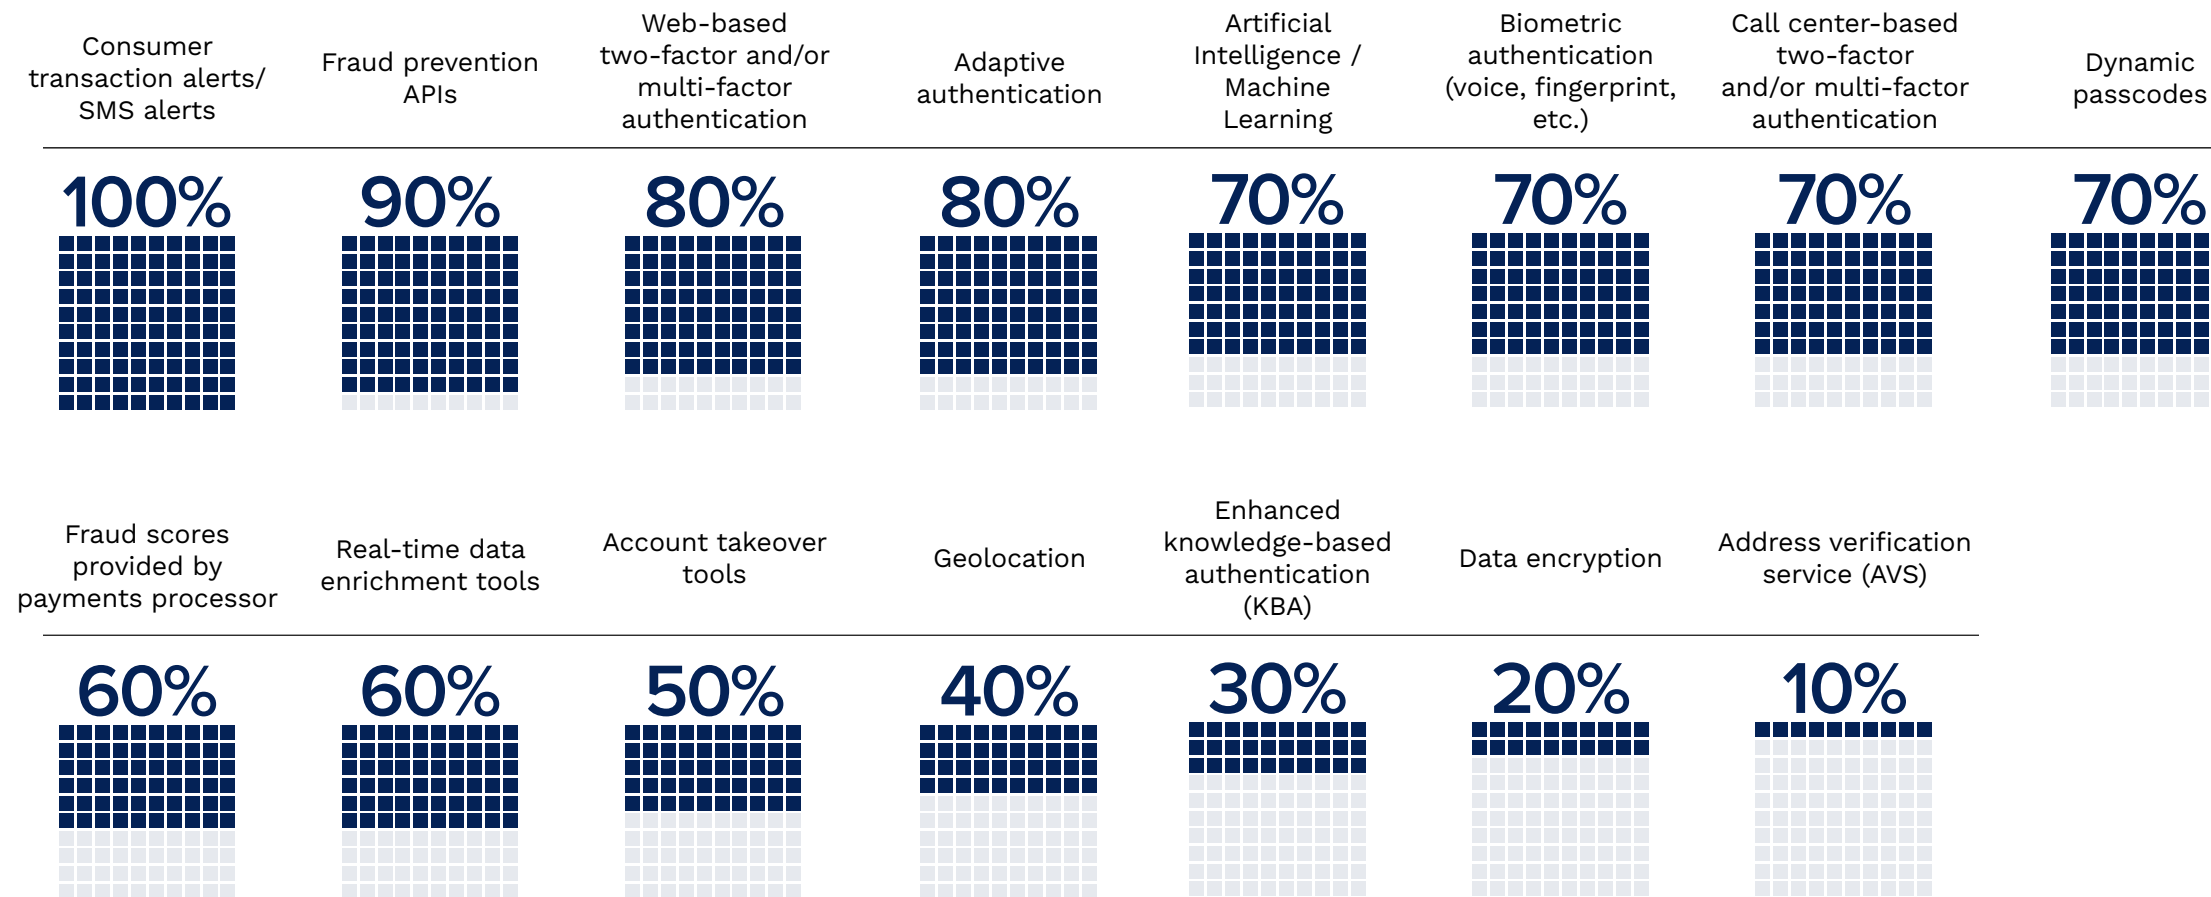 Consumer
transaction alerts/
SMS alerts
Fraud prevention
APIs
Web-based
two-factor and/or
multi-factor
authentication
Adaptive
authentication
Artificial
Intelligence /
Machine
Learning
Biometric
authentication
(voice, fingerprint,
etc.)
Call center-based
two-factor
and/or multi-factor
authentication
Dynamic
passcodes
100%
90%
80%
80%
70%
70%
70%
70%
Fraud scores
provided by
payments processor
Real-time data
enrichment tools
Account takeover
tools
Geolocation
Enhanced
knowledge-based
authentication
(KBA)
Data encryption
Address verification
service (AVS)
60%
60%
50%
40%
30%
20%
10%